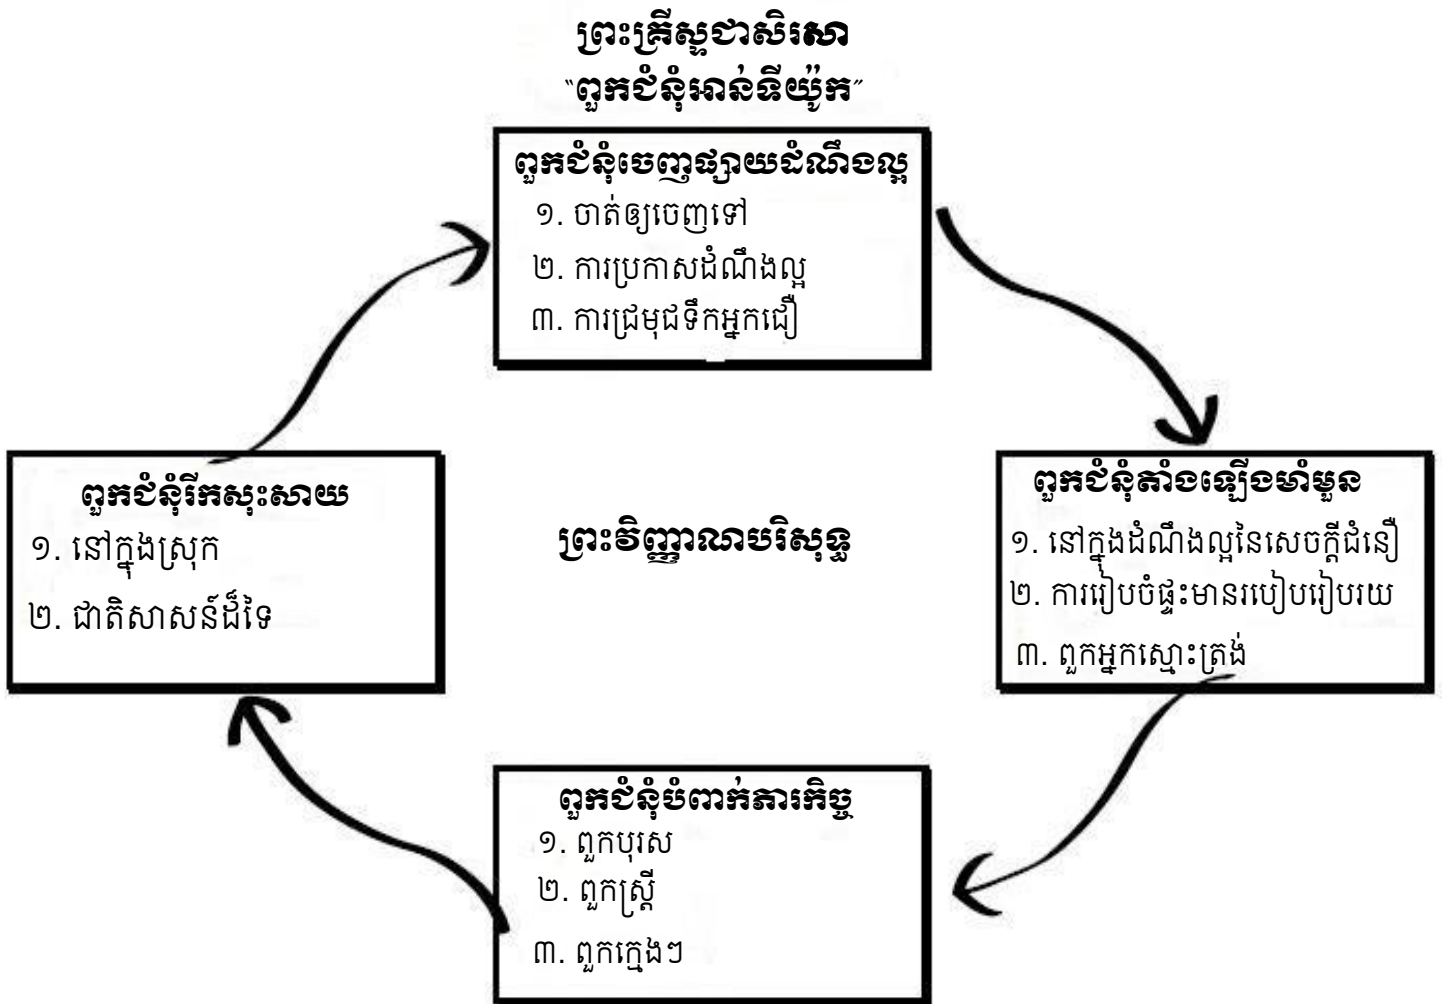 ព្រះគ្រីស្ទជាសិរសា
“ពួកជំនុំអាន់ទីយ៉ូក”
ពួកជំនុំចេញផ្សាយដំណឹងល្អ
១. ចាត់ឲ្យចេញទៅ
២. ការប្រកាសដំណឹងល្អ
៣. ការជ្រមុជទឹកអ្នកជឿ
ពួកជំនុំតាំងឡើងមាំមួន
១. នៅក្នុងដំណឹងល្អនៃសេចក្តីជំនឿ
២. ការរៀបចំផ្ទះមានរបៀបរៀបរយ
៣. ពួកអ្នកស្មោះត្រង់
ពួកជំនុំបំពាក់ភារកិច្ច
១. ពួកបុរស
២. ពួកស្ត្រី
៣. ពួកក្មេងៗ
ពួកជំនុំរីកសុះសាយ
១. នៅក្នុងស្រុក
២. ជាតិសាសន៍ដ៏ទៃ
ព្រះវិញ្ញាណបរិសុទ្ធ